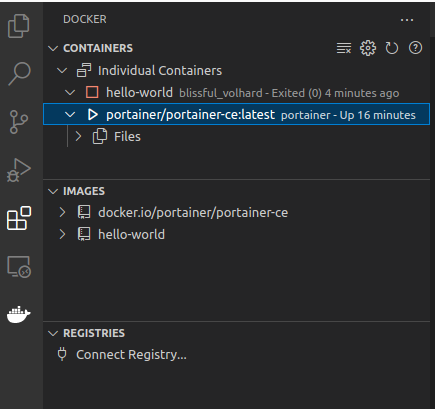 DOCKER
CONTAINERS
Individual Containers
hello-world blissful_volhard - Exited (0) 4 minutes ago
portainer/portainer-ce:latest portainer - Up 16 minutes
Files
IMAGES
docker.io/portainer/portainer-ce
hello-world
REGISTRIES
Connect Registry...